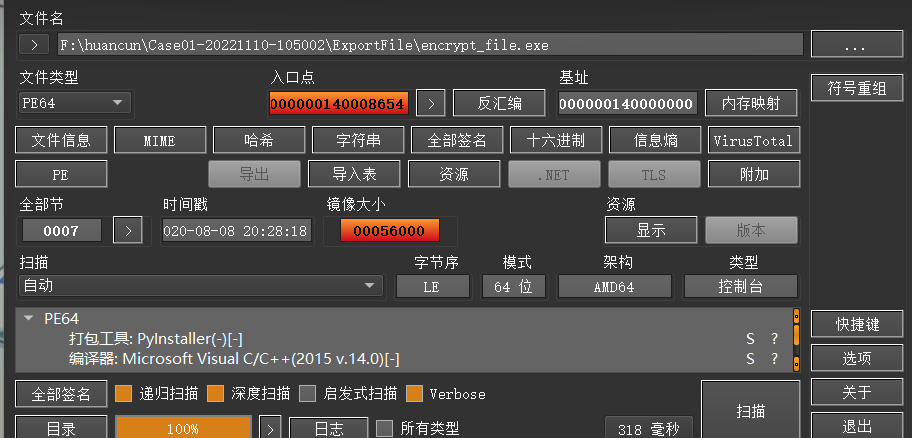 文件名
> F:\huancun\Case01-20221110-105002\ExportFile\encrypt_file.exe ...
文件类型 入口点 基址
PE64 000000140008654 > 反汇编 000000140000000 内存映射 符号重组
文件信息 MIME 哈希 字符串 全部签名 十六进制 信息熵 VirusTotal
PE 导出 导入表 资源 .NET TLS 附加
全部节 时间戳 镜像大小 资源
0007 > 020-08-08 20:28:18 00056000 显示 版本
扫描 字节序 模式 架构 类型
自动 LE 64 位 AMD64 控制台
PE64
打包工具: PyInstaller(-)[-] S ? 快捷键
编译器: Microsoft Visual C/C++(2015 v.14.0)[-] S ? 选项
全部签名 递归扫描 深度扫描 启发式扫描 Verbose 扫描 关于
目录 100% > 日志 所有类型 318 毫秒 退出